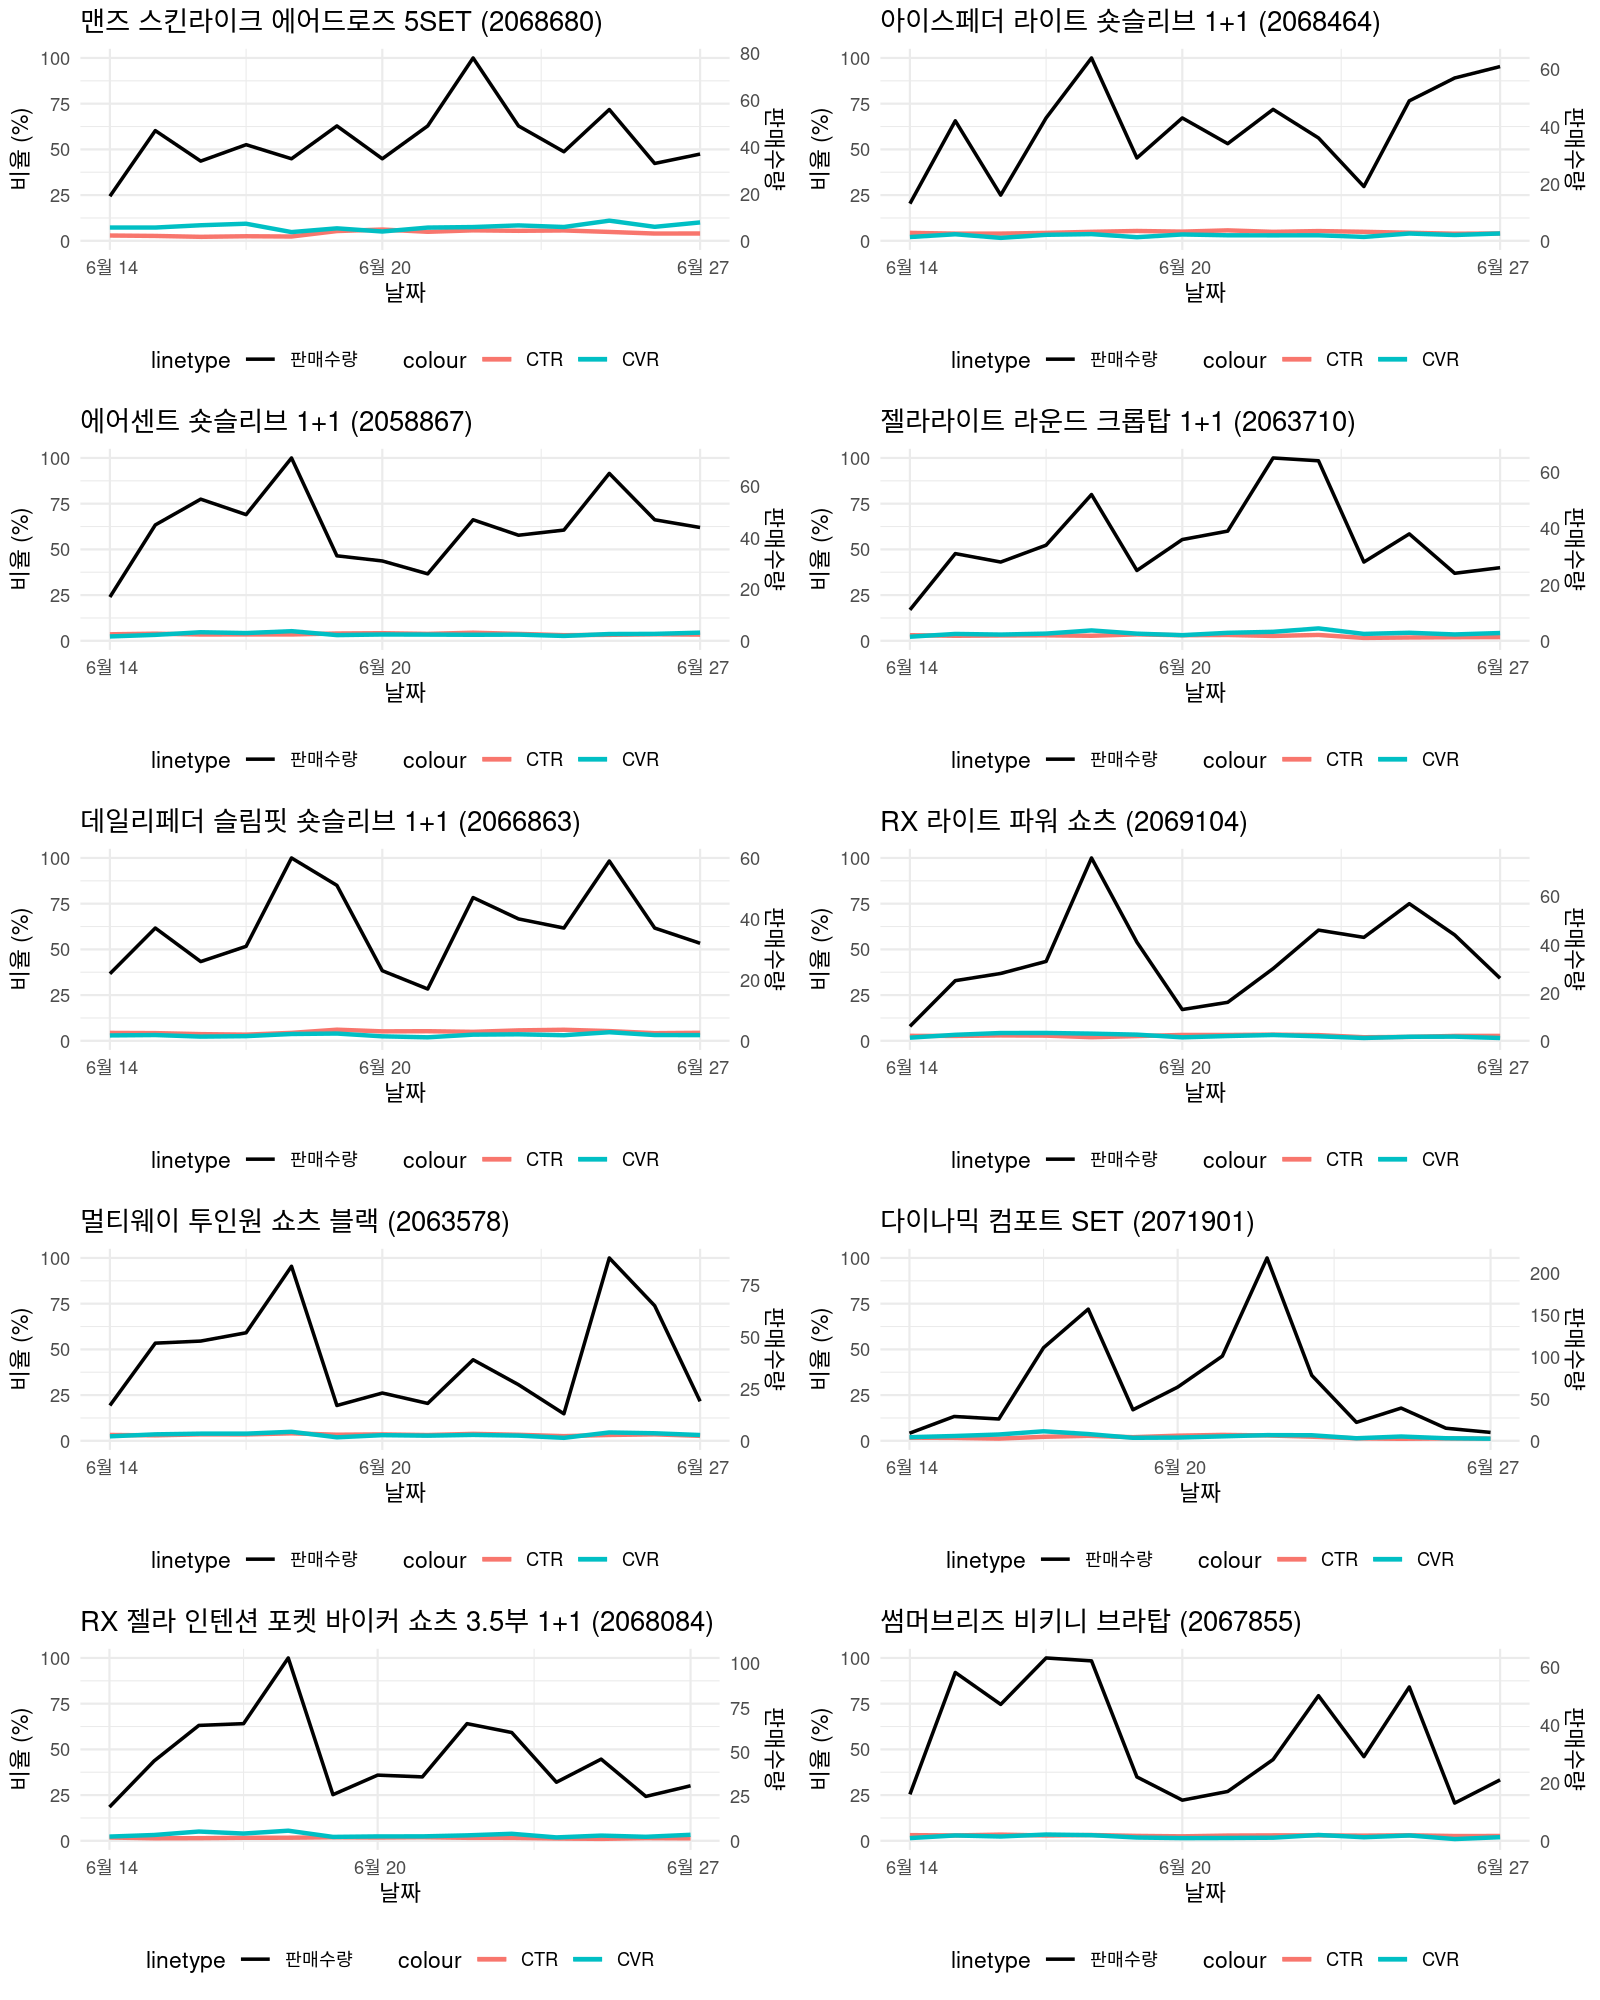 맨즈 스킨라이크 에어드로즈 5SET (2068680)
100
75
50
25
0
비율 (%)
80
60
40
20
0
판매수량
6월 14
6월 20
6월 27
날짜
linetype 판매수량 colour CTR CVR
아이스페더 라이트 숏슬리브 1+1 (2068464)
100
75
50
25
0
비율 (%)
60
40
20
0
판매수량
6월 14
6월 20
6월 27
날짜
linetype 판매수량 colour CTR CVR
에어센트 숏슬리브 1+1 (2058867)
100
75
50
25
0
비율 (%)
60
40
20
0
판매수량
6월 14
6월 20
6월 27
날짜
linetype 판매수량 colour CTR CVR
젤라라이트 라운드 크롭탑 1+1 (2063710)
100
75
50
25
0
비율 (%)
60
40
20
0
판매수량
6월 14
6월 20
6월 27
날짜
linetype 판매수량 colour CTR CVR
데일리페더 슬림핏 숏슬리브 1+1 (2066863)
100
75
50
25
0
비율 (%)
60
40
20
0
판매수량
6월 14
6월 20
6월 27
날짜
linetype 판매수량 colour CTR CVR
RX 라이트 파워 쇼츠 (2069104)
100
75
50
25
0
비율 (%)
60
40
20
0
판매수량
6월 14
6월 20
6월 27
날짜
linetype 판매수량 colour CTR CVR
멀티웨이 투인원 쇼츠 블랙 (2063578)
100
75
50
25
0
비율 (%)
75
50
25
0
판매수량
6월 14
6월 20
6월 27
날짜
linetype 판매수량 colour CTR CVR
다이나믹 컴포트 SET (2071901)
100
75
50
25
0
비율 (%)
200
150
100
50
0
판매수량
6월 14
6월 20
6월 27
날짜
linetype 판매수량 colour CTR CVR
RX 젤라 인텐션 포켓 바이커 쇼츠 3.5부 1+1 (2068084)
100
75
50
25
0
비율 (%)
100
75
50
25
0
판매수량
6월 14
6월 20
6월 27
날짜
linetype 판매수량 colour CTR CVR
썸머브리즈 비키니 브라탑 (2067855)
100
75
50
25
0
비율 (%)
60
40
20
0
판매수량
6월 14
6월 20
6월 27
날짜
linetype 판매수량 colour CTR CVR